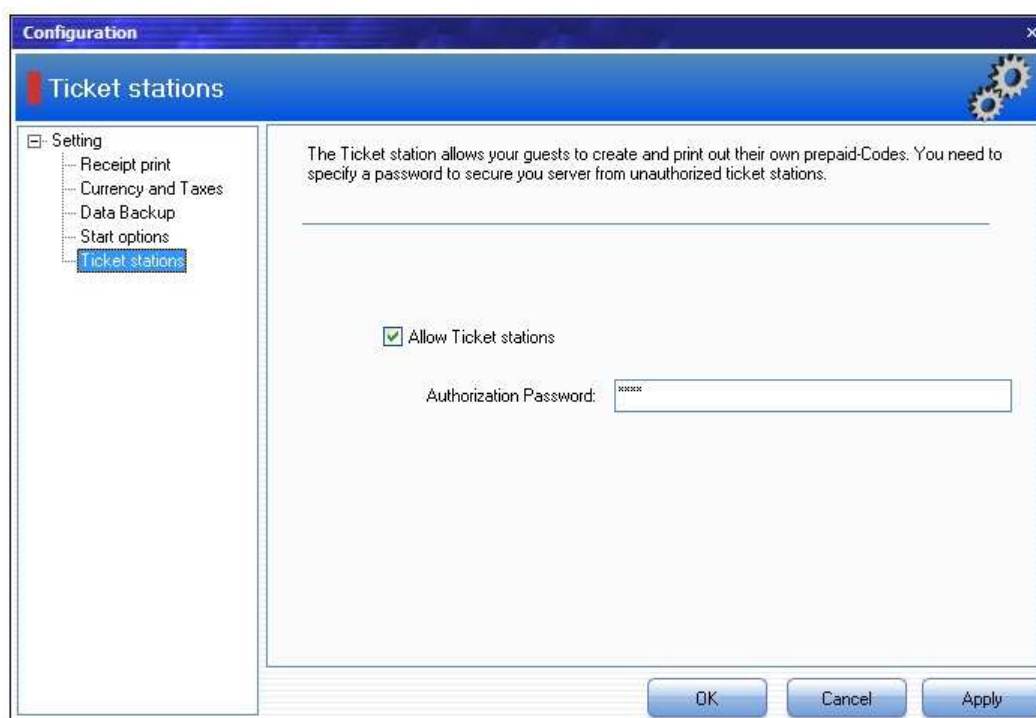 Configuration
Ticket stations
Setting
Receipt print
Currency and Taxes
Data Backup
Start options
Ticket stations
The Ticket station allows your guests to create and print out their own prepaid-Codes. You need to
specify a password to secure you server from unauthorized ticket stations.
Allow Ticket stations
Authorization Password: ****
OK Cancel Apply